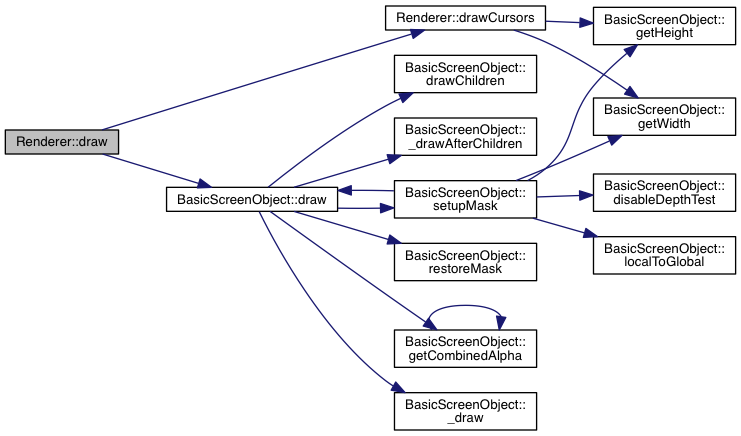 Renderer::draw
BasicScreenObject::draw
Renderer::drawCursors
BasicScreenObject::
drawChildren
BasicScreenObject::
_drawAfterChildren
BasicScreenObject::
setupMask
BasicScreenObject::
restoreMask
BasicScreenObject::
getCombinedAlpha
BasicScreenObject::
_draw
BasicScreenObject::
getHeight
BasicScreenObject::
getWidth
BasicScreenObject::
disableDepthTest
BasicScreenObject::
localToGlobal